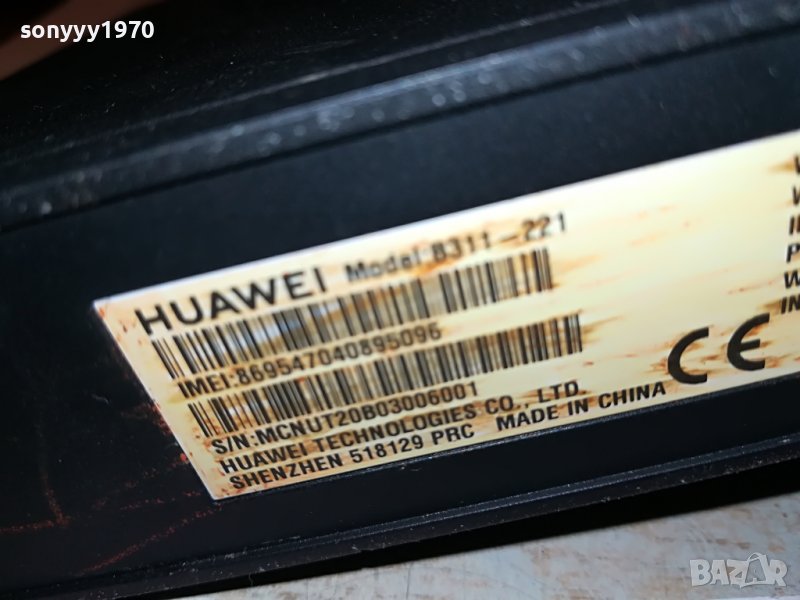 sonyyy1970
HUAWEI Model B311-221
IMEI:869547040895096
S/N:MCNUT20B03006001
HUAWEI TECHNOLOGIES CO., LTD.
SHENZHEN 518129 PRC MADE IN CHINA
CE
W
P
W
IN
BAZAR